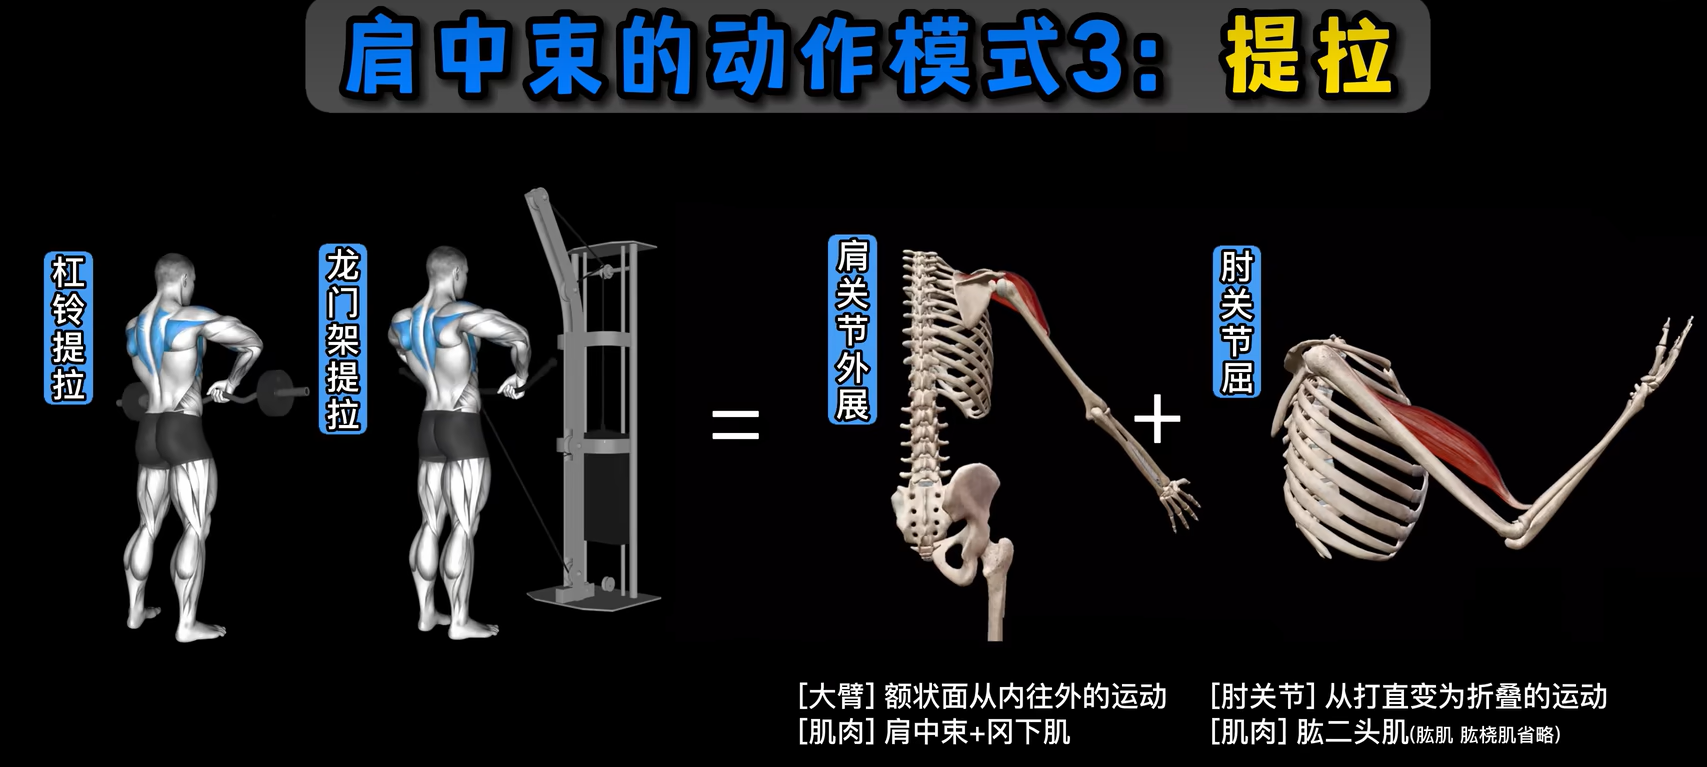 肩中束的动作模式3：提拉
杠铃提拉
龙门架提拉
=
肩关节外展
+
肘关节屈
[大臂] 额状面从内往外的运动
[肌肉] 肩中束+冈下肌
[肘关节] 从打直变为折叠的运动
[肌肉] 肱二头肌(肱肌 肱桡肌省略)